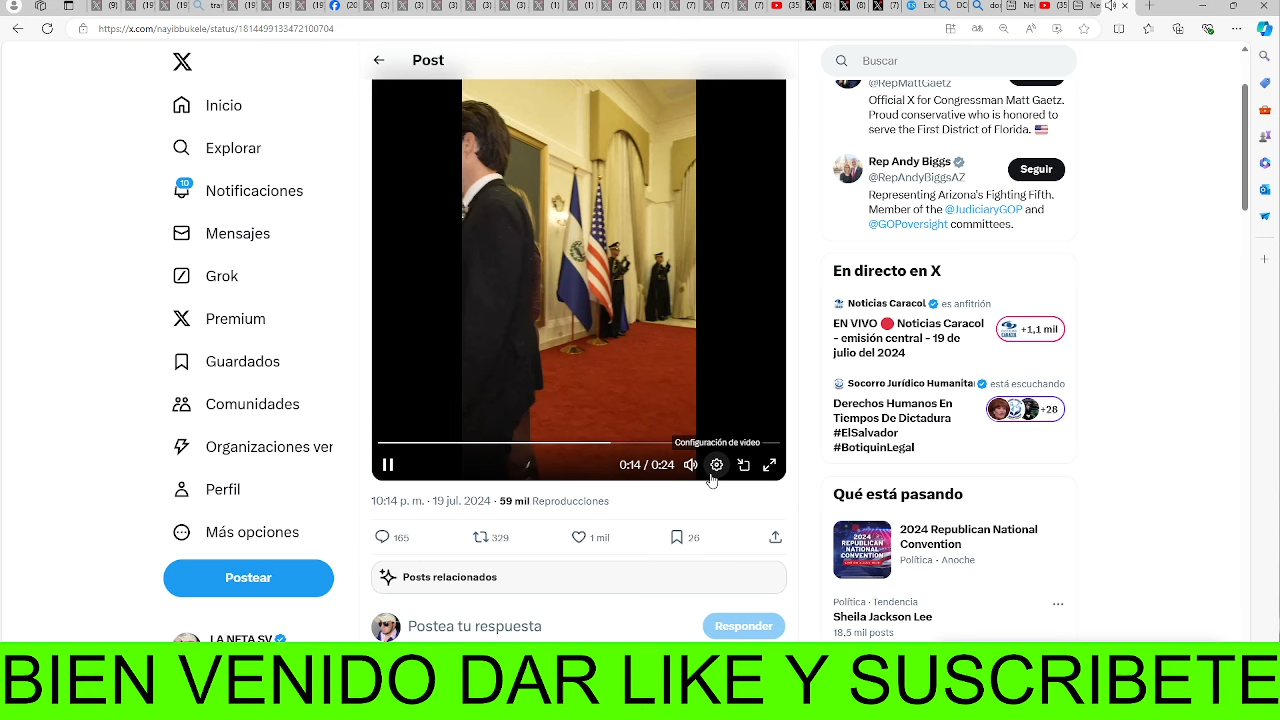 https://x.com/nayibbukele/status/1814499133472100704
Post
Buscar
Inicio
Explorar
10
Notificaciones
Mensajes
Grok
Premium
Guardados
Comunidades
Organizaciones ver
Perfil
Más opciones
Postear
LA NETA SV
Configuración de video
0:14 / 0:24
10:14 p. m. · 19 jul. 2024 · 59 mil Reproducciones
165
329
1 mil
26
Posts relacionados
Postea tu respuesta
Responder
@RepMattGaetz
Official X for Congressman Matt Gaetz.
Proud conservative who is honored to
serve the First District of Florida.
Rep Andy Biggs
@RepAndyBiggsAZ
Seguir
Representing Arizona's Fighting Fifth.
Member of the @JudiciaryGOP and
@GOPoversight committees.
En directo en X
Noticias Caracol es anfitrión
EN VIVO 🔴 Noticias Caracol
- emisión central - 19 de
julio del 2024
+1,1 mil
Socorro Jurídico Humanita está escuchando
Derechos Humanos En
Tiempos De Dictadura
#ElSalvador
#BotiquinLegal
+26
Qué está pasando
2024 Republican National
Convention
Política · Anoche
Política · Tendencia
Sheila Jackson Lee
18,5 mil posts
BIEN VENIDO DAR LIKE Y SUSCRIBETE